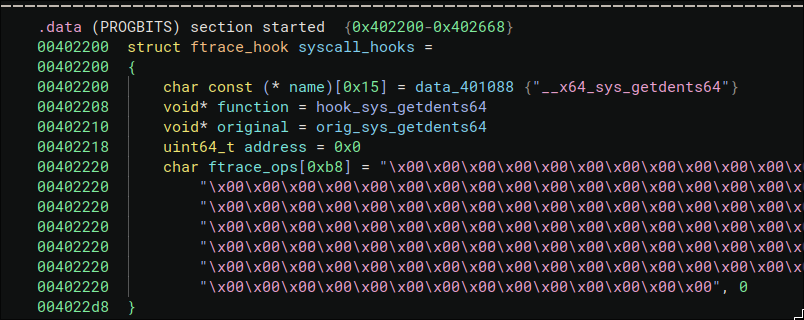 .data (PROGBITS) section started {0x402200-0x402668}
00402200 struct ftrace_hook syscall_hooks =
00402200 {
00402200 char const (* name)[0x15] = data_401088 {"__x64_sys_getdents64"}
00402208 void* function = hook_sys_getdents64
00402210 void* original = orig_sys_getdents64
00402218 uint64_t address = 0x0
00402220 char ftrace_ops[0xb8] = "\x00\x00\x00\x00\x00\x00\x00\x00\x00\x00\x00\x
00402220 "\x00\x00\x00\x00\x00\x00\x00\x00\x00\x00\x00\x00\x00\x00\x00\x00\x
00402220 "\x00\x00\x00\x00\x00\x00\x00\x00\x00\x00\x00\x00\x00\x00\x00\x00\x
00402220 "\x00\x00\x00\x00\x00\x00\x00\x00\x00\x00\x00\x00\x00\x00\x00\x00\x
00402220 "\x00\x00\x00\x00\x00\x00\x00\x00\x00\x00\x00\x00\x00\x00\x00\x00\x
00402220 "\x00\x00\x00\x00\x00\x00\x00\x00\x00\x00\x00\x00\x00\x00\x00\x00\x
00402220 "\x00\x00\x00\x00\x00\x00\x00\x00\x00\x00\x00\x00\x00\x00", 0
004022d8 }